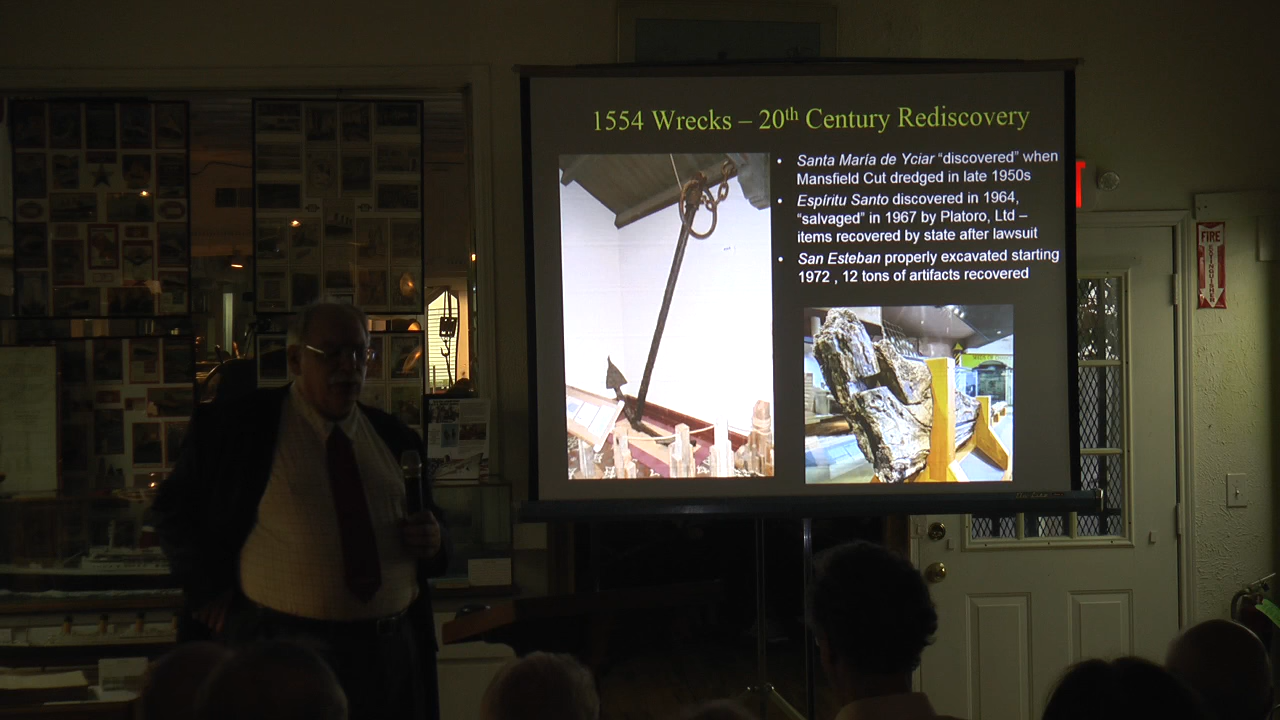 1554 Wrecks – 20th Century Rediscovery
• Santa María de Yciar “discovered” when
Mansfield Cut dredged in late 1950s
• Espíritu Santo discovered in 1964,
“salvaged” in 1967 by Platoro, Ltd –
items recovered by state after lawsuit
• San Esteban properly excavated starting
1972 , 12 tons of artifacts recovered
FIRE
EXTINGUISHER